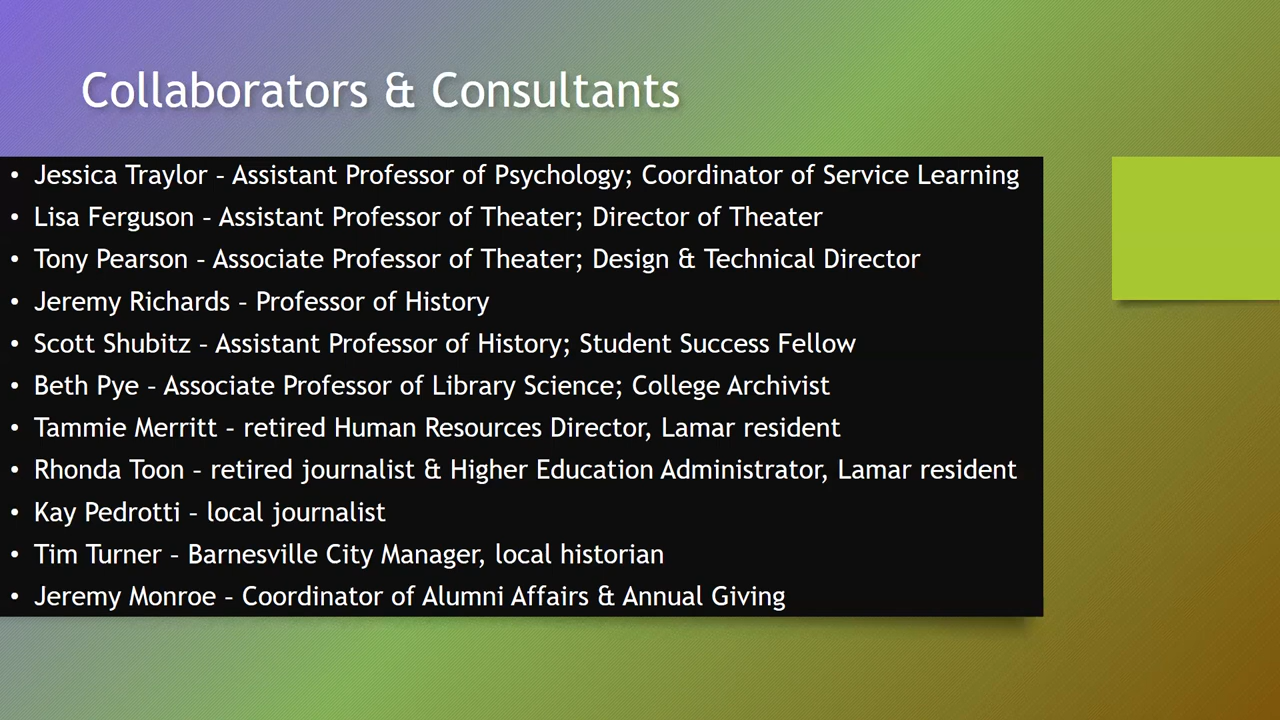 Collaborators & Consultants
• Jessica Traylor – Assistant Professor of Psychology; Coordinator of Service Learning
• Lisa Ferguson – Assistant Professor of Theater; Director of Theater
• Tony Pearson – Associate Professor of Theater; Design & Technical Director
• Jeremy Richards – Professor of History
• Scott Shubitz – Assistant Professor of History; Student Success Fellow
• Beth Pye – Associate Professor of Library Science; College Archivist
• Tammie Merritt – retired Human Resources Director, Lamar resident
• Rhonda Toon – retired journalist & Higher Education Administrator, Lamar resident
• Kay Pedrotti – local journalist
• Tim Turner – Barnesville City Manager, local historian
• Jeremy Monroe – Coordinator of Alumni Affairs & Annual Giving